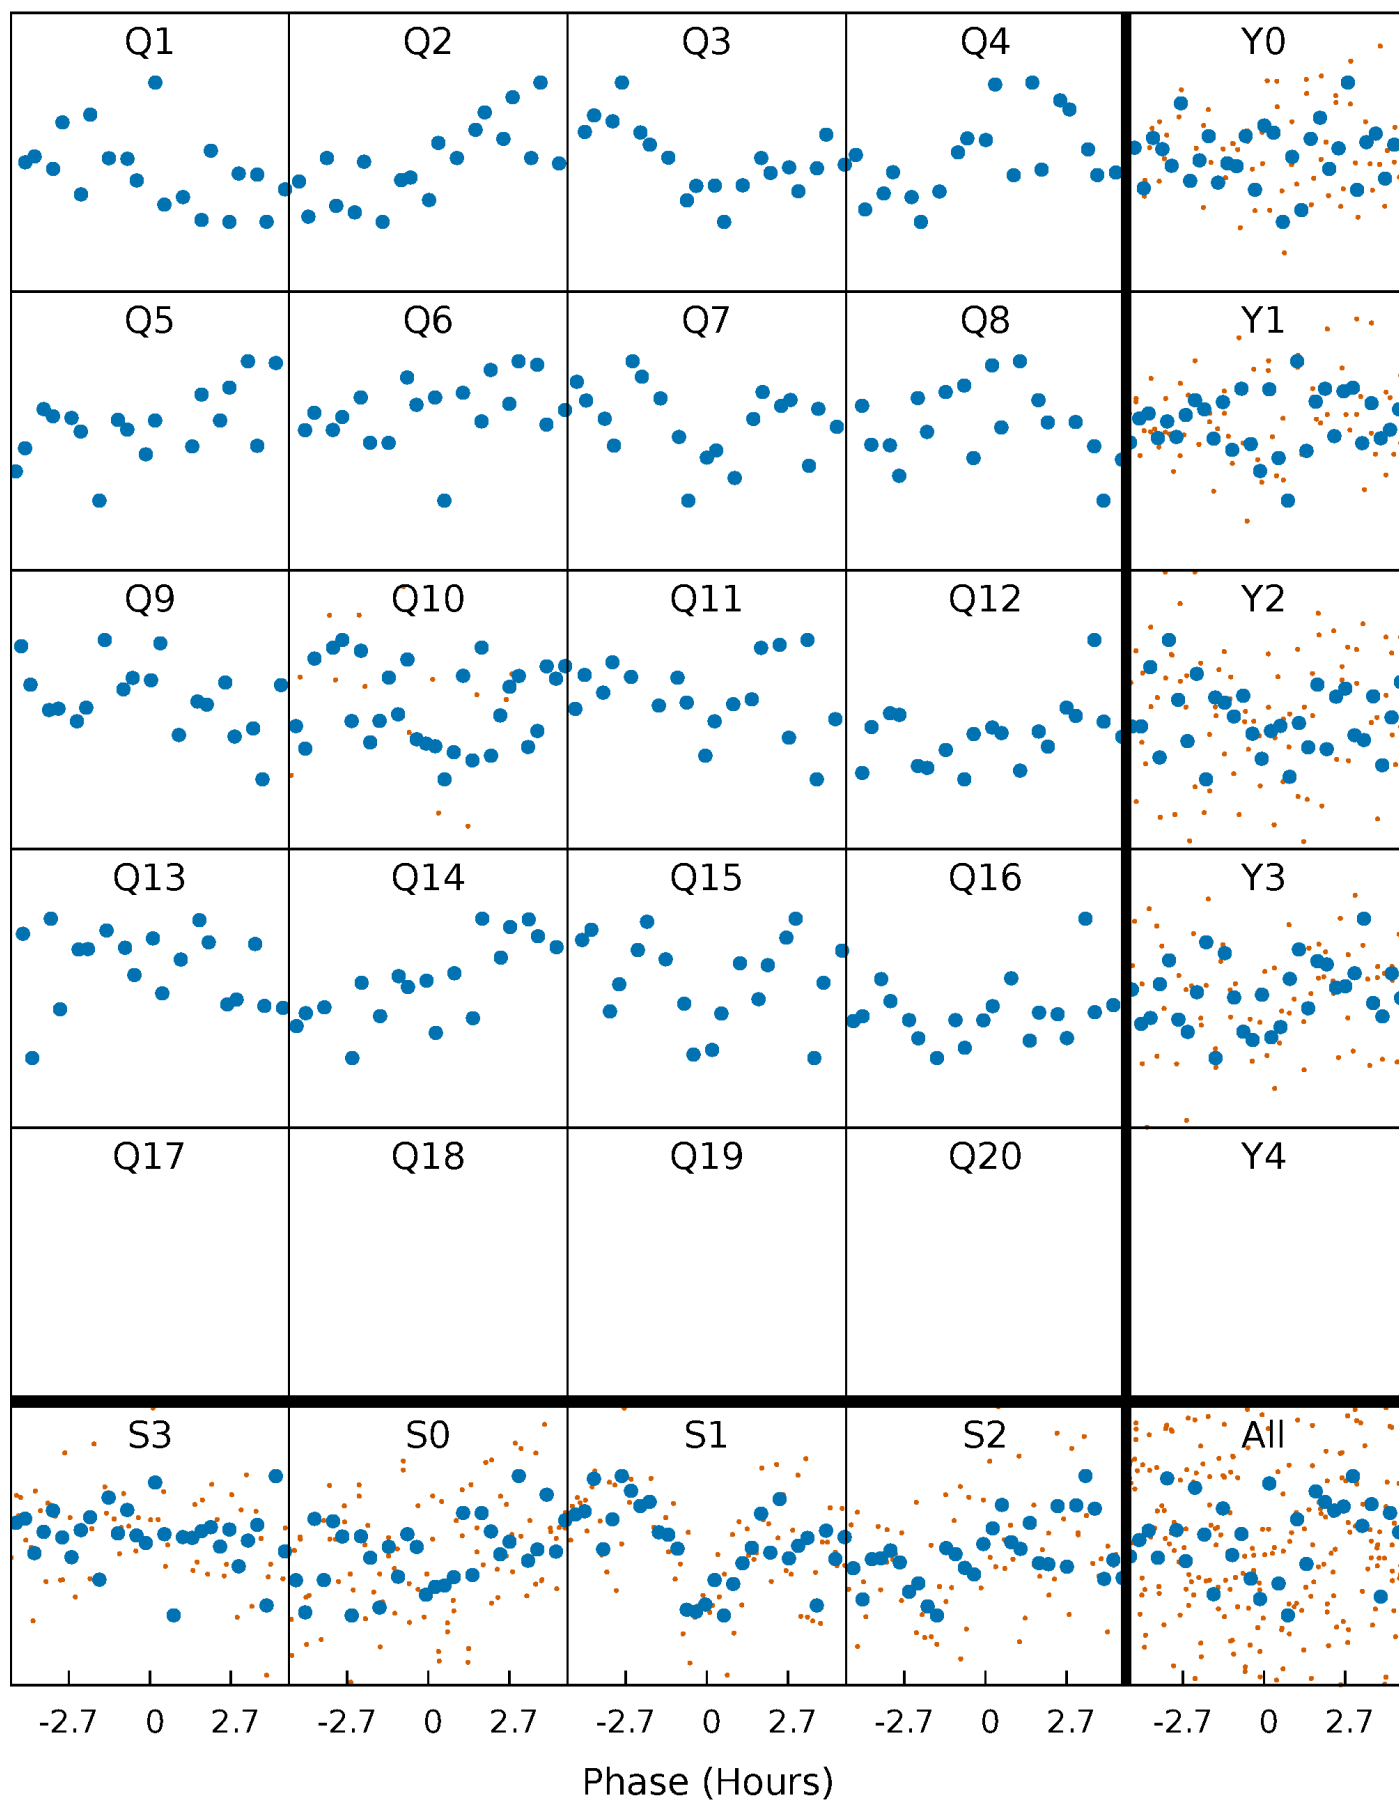 Q1 Q2 Q3 Q4 Y0
Q5 Q6 Q7 Q8 Y1
Q9 Q10 Q11 Q12 Y2
Q13 Q14 Q15 Q16 Y3
Q17 Q18 Q19 Q20 Y4
S3 S0 S1 S2 All
-2.7 0 2.7 -2.7 0 2.7 -2.7 0 2.7 -2.7 0 2.7 -2.7 0 2.7
Phase (Hours)